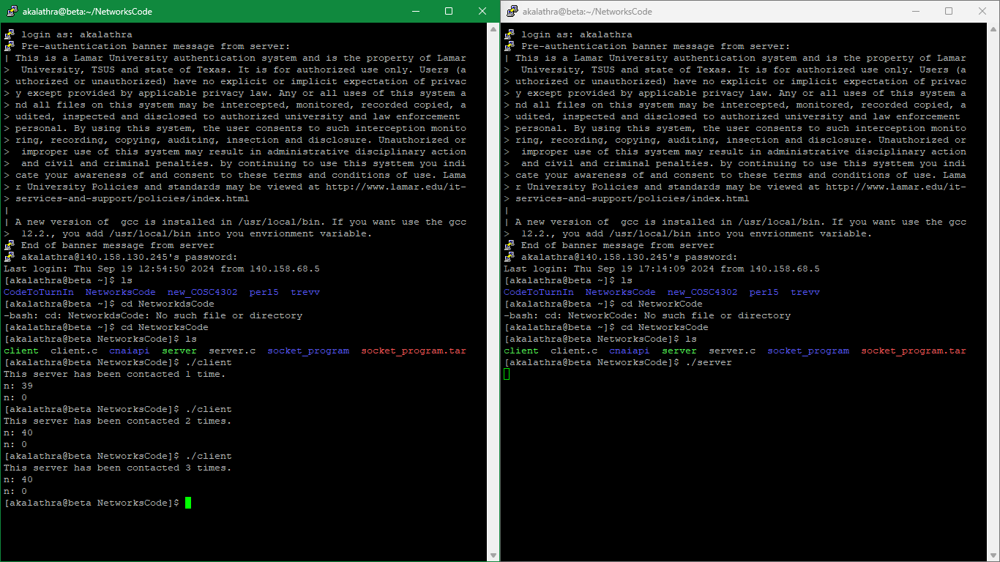 akalathra@beta:~/NetworksCode
login as: akalathra
Pre-authentication banner message from server:
| This is a Lamar University authentication system and is the property of Lamar
>  University, TSUS and state of Texas. It is for authorized use only. Users (a
> uthorized or unauthorized) have no explicit or implicit expectation of privac
> y except provided by applicable privacy law. Any or all uses of this system a
> nd all files on this system may be intercepted, monitored, recorded copied, a
> udited, inspected and disclosed to authorized university and law enforcement
> personal. By using this system, the user consents to such interception monito
> ring, recording, copying, auditing, insection and disclosure. Unauthorized or
>  improper use of this system may result in administrative disciplinary action
>  and civil and criminal penalties. by continuing to use this systtem you indi
> cate your awareness of and consent to these terms and conditions of use. Lama
> r University Policies and standards may be viewed at http://www.lamar.edu/it-
> services-and-support/policies/index.html
|
| A new version of  gcc is installed in /usr/local/bin. If you want use the gcc
>  12.2., you add /usr/local/bin into you envrionment variable.
End of banner message from server
akalathra@140.158.130.245's password:
Last login: Thu Sep 19 12:54:50 2024 from 140.158.68.5
[akalathra@beta ~]$ ls
CodeToTurnIn  NetworksCode  new_COSC4302  perl5  trevv
[akalathra@beta ~]$ cd NetworkdsCode
-bash: cd: NetworkdsCode: No such file or directory
[akalathra@beta ~]$ cd NetworksCode
[akalathra@beta NetworksCode]$ ls
client  client.c  cnaiapi  server  server.c  socket_program  socket_program.tar
[akalathra@beta NetworksCode]$ ./client
This server has been contacted 1 time.
n: 39
n: 0
[akalathra@beta NetworksCode]$ ./client
This server has been contacted 2 times.
n: 40
n: 0
[akalathra@beta NetworksCode]$ ./client
This server has been contacted 3 times.
n: 40
n: 0
[akalathra@beta NetworksCode]$
akalathra@beta:~/NetworksCode
login as: akalathra
Pre-authentication banner message from server:
| This is a Lamar University authentication system and is the property of Lamar
>  University, TSUS and state of Texas. It is for authorized use only. Users (a
> uthorized or unauthorized) have no explicit or implicit expectation of privac
> y except provided by applicable privacy law. Any or all uses of this system a
> nd all files on this system may be intercepted, monitored, recorded copied, a
> udited, inspected and disclosed to authorized university and law enforcement
> personal. By using this system, the user consents to such interception monito
> ring, recording, copying, auditing, insection and disclosure. Unauthorized or
>  improper use of this system may result in administrative disciplinary action
>  and civil and criminal penalties. by continuing to use this systtem you indi
> cate your awareness of and consent to these terms and conditions of use. Lama
> r University Policies and standards may be viewed at http://www.lamar.edu/it-
> services-and-support/policies/index.html
|
| A new version of  gcc is installed in /usr/local/bin. If you want use the gcc
>  12.2., you add /usr/local/bin into you envrionment variable.
End of banner message from server
akalathra@140.158.130.245's password:
Last login: Thu Sep 19 17:14:09 2024 from 140.158.68.5
[akalathra@beta ~]$ ls
CodeToTurnIn  NetworksCode  new_COSC4302  perl5  trevv
[akalathra@beta ~]$ cd NetworkCode
-bash: cd: NetworkCode: No such file or directory
[akalathra@beta ~]$ cd NetworksCode
[akalathra@beta NetworksCode]$ ls
client  client.c  cnaiapi  server  server.c  socket_program  socket_program.tar
[akalathra@beta NetworksCode]$ ./server